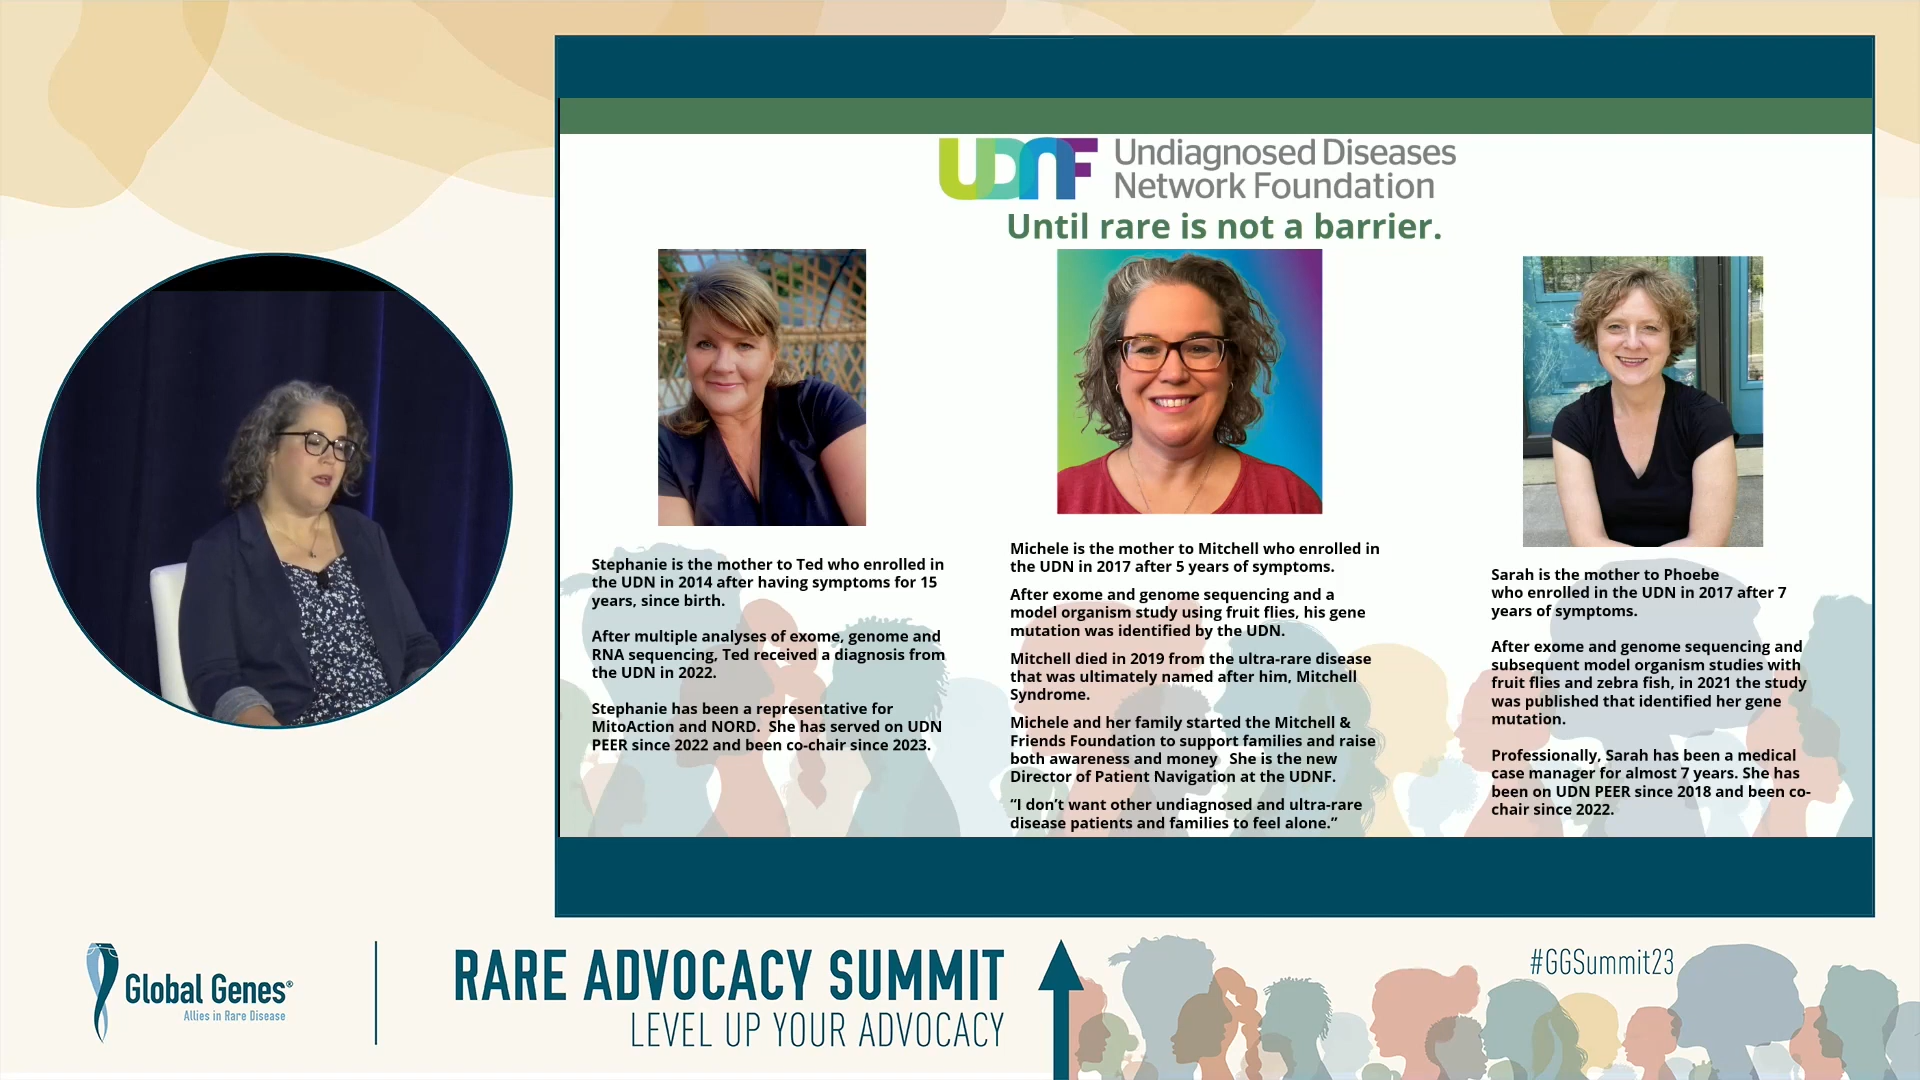 UDNF Undiagnosed Diseases
Network Foundation
Until rare is not a barrier.
Stephanie is the mother to Ted who enrolled in
the UDN in 2014 after having symptoms for 15
years, since birth.
After multiple analyses of exome, genome and
RNA sequencing, Ted received a diagnosis from
the UDN in 2022.
Stephanie has been a representative for
MitoAction and NORD.  She has served on UDN
PEER since 2022 and been co-chair since 2023.
Michele is the mother to Mitchell who enrolled in
the UDN in 2017 after 5 years of symptoms.
After exome and genome sequencing and a
model organism study using fruit flies, his gene
mutation was identified by the UDN.
Mitchell died in 2019 from the ultra-rare disease
that was ultimately named after him, Mitchell
Syndrome.
Michele and her family started the Mitchell &
Friends Foundation to support families and raise
both awareness and money   She is the new
Director of Patient Navigation at the UDNF.
“I don’t want other undiagnosed and ultra-rare
disease patients and families to feel alone.”
Sarah is the mother to Phoebe
who enrolled in the UDN in 2017 after 7
years of symptoms.
After exome and genome sequencing and
subsequent model organism studies with
fruit flies and zebra fish, in 2021 the study
was published that identified her gene
mutation.
Professionally, Sarah has been a medical
case manager for almost 7 years. She has
been on UDN PEER since 2018 and been co-
chair since 2022.
Global Genes®
Allies in Rare Disease
RARE ADVOCACY SUMMIT
LEVEL UP YOUR ADVOCACY
#GGSummit23